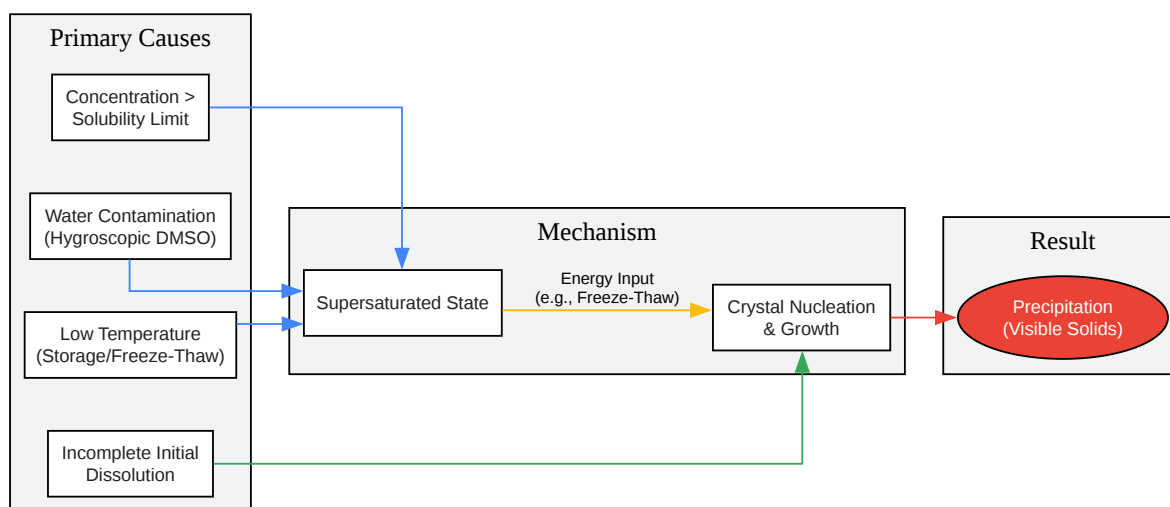 Primary Causes
Concentration >
Solubility Limit
Water Contamination
(Hygroscopic DMSO)
Low Temperature
(Storage/Freeze-Thaw)
Incomplete Initial
Dissolution
Mechanism
Supersaturated State
Energy Input
(e.g., Freeze-Thaw)
Crystal Nucleation
& Growth
Result
Precipitation
(Visible Solids)